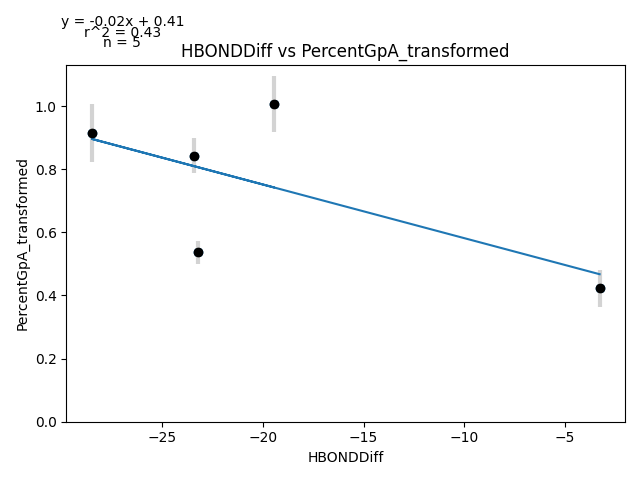 y = -0.02x + 0.41
r^2 = 0.43
n = 5
HBONDDiff vs PercentGpA_transformed
PercentGpA_transformed
1.0
0.8
0.6
0.4
0.2
0.0
−25
−20
−15
−10
−5
HBONDDiff